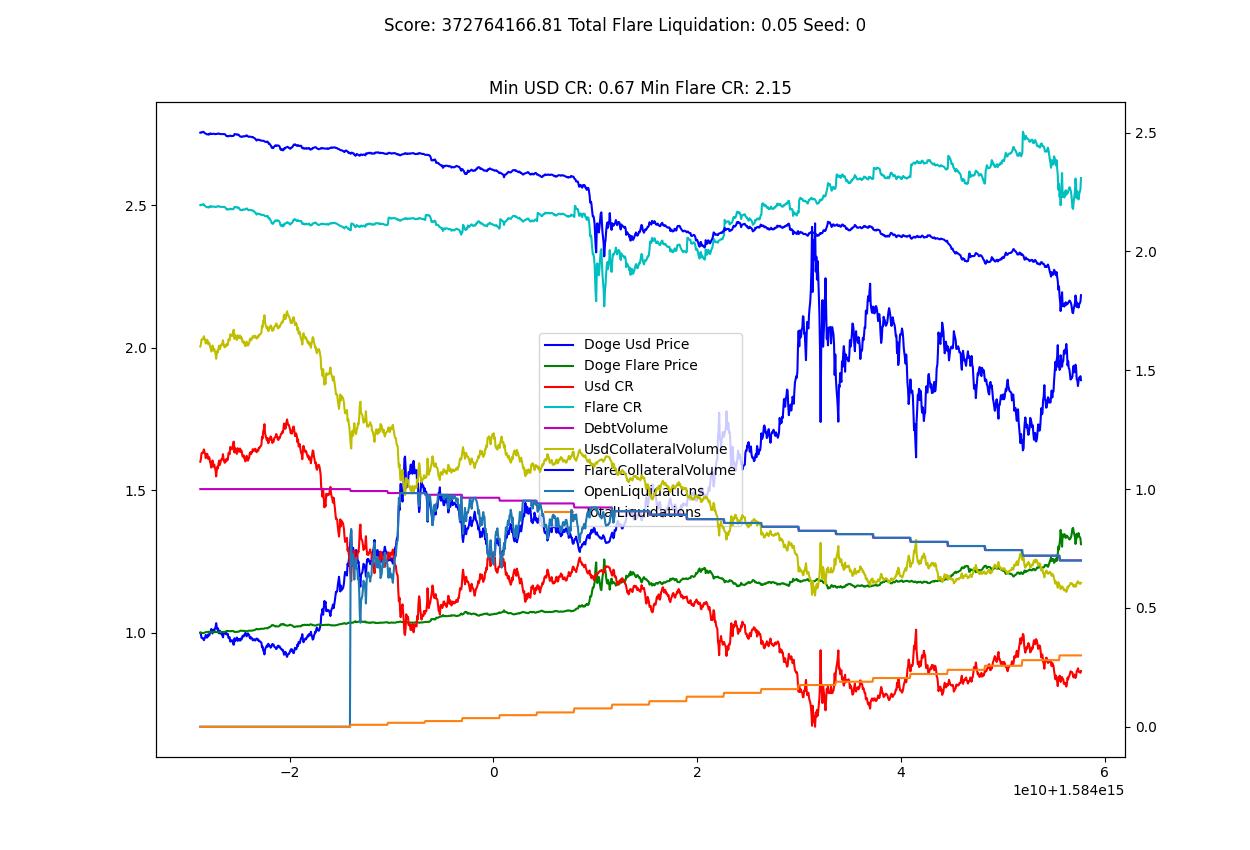 Score: 372764166.81 Total Flare Liquidation: 0.05 Seed: 0
Min USD CR: 0.67 Min Flare CR: 2.15
2.5
2.0
1.5
1.0
2.5
2.0
1.5
1.0
0.5
0.0
Doge Usd Price
Doge Flare Price
Usd CR
Flare CR
DebtVolume
UsdCollateralVolume
FlareCollateralVolume
OpenLiquidations
TotalLiquidations
−2 0 2 4 6
1e10+1.584e15